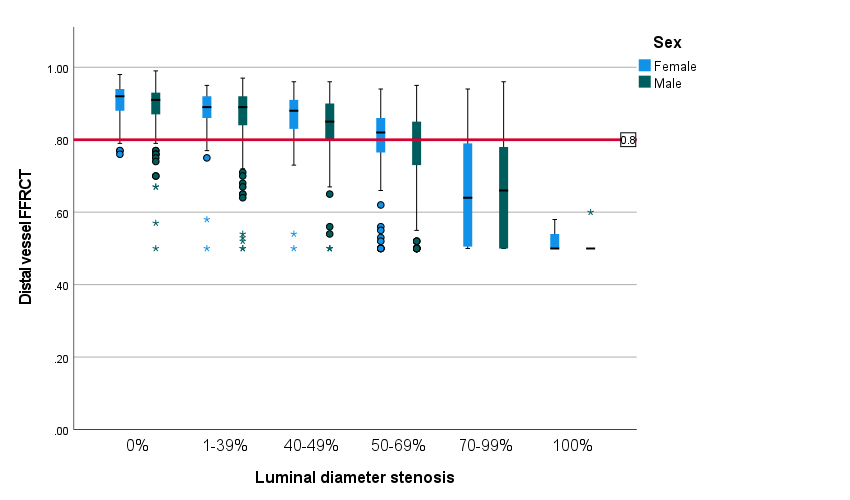 Sex
Female
Male
1.00
.80
.60
.40
.20
.00
0.8
Distal vessel FFRCT
0% 1-39% 40-49% 50-69% 70-99% 100%
Luminal diameter stenosis